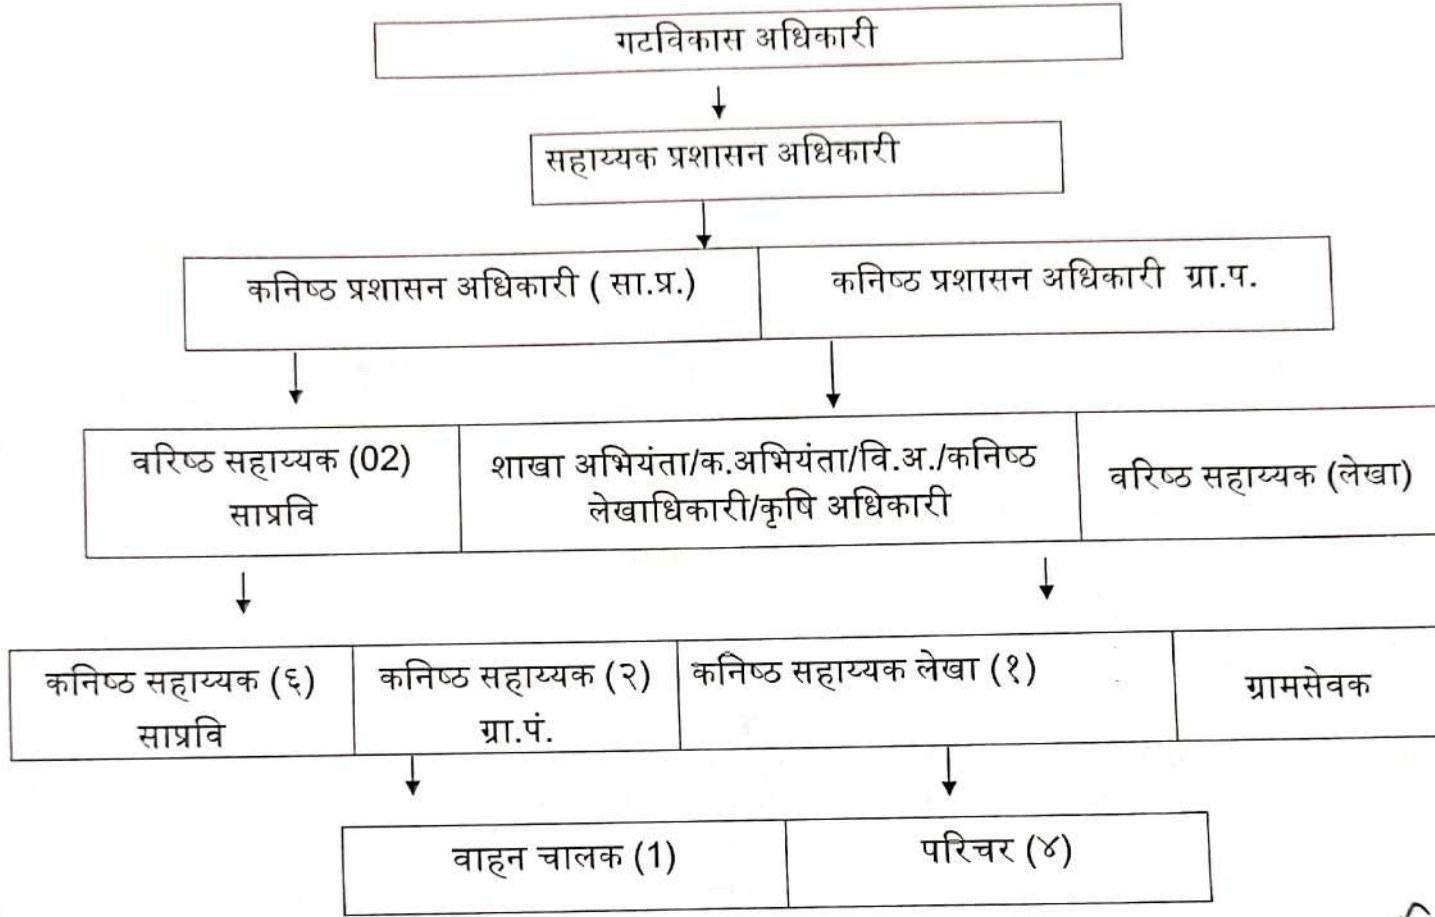 गटविकास अधिकारी
सहाय्यक प्रशासन अधिकारी
कनिष्ठ प्रशासन अधिकारी ( सा.प्र.)
कनिष्ठ प्रशासन अधिकारी ग्रा.प.
वरिष्ठ सहाय्यक (02)
साप्रवि
शाखा अभियंता/क.अभियंता/वि.अ./कनिष्ठ
लेखाधिकारी/कृषि अधिकारी
वरिष्ठ सहाय्यक (लेखा)
कनिष्ठ सहाय्यक (६)
साप्रवि
कनिष्ठ सहाय्यक (२)
ग्रा.पं.
कनिष्ठ सहाय्यक लेखा (१)
ग्रामसेवक
वाहन चालक (1)
परिचर (४)